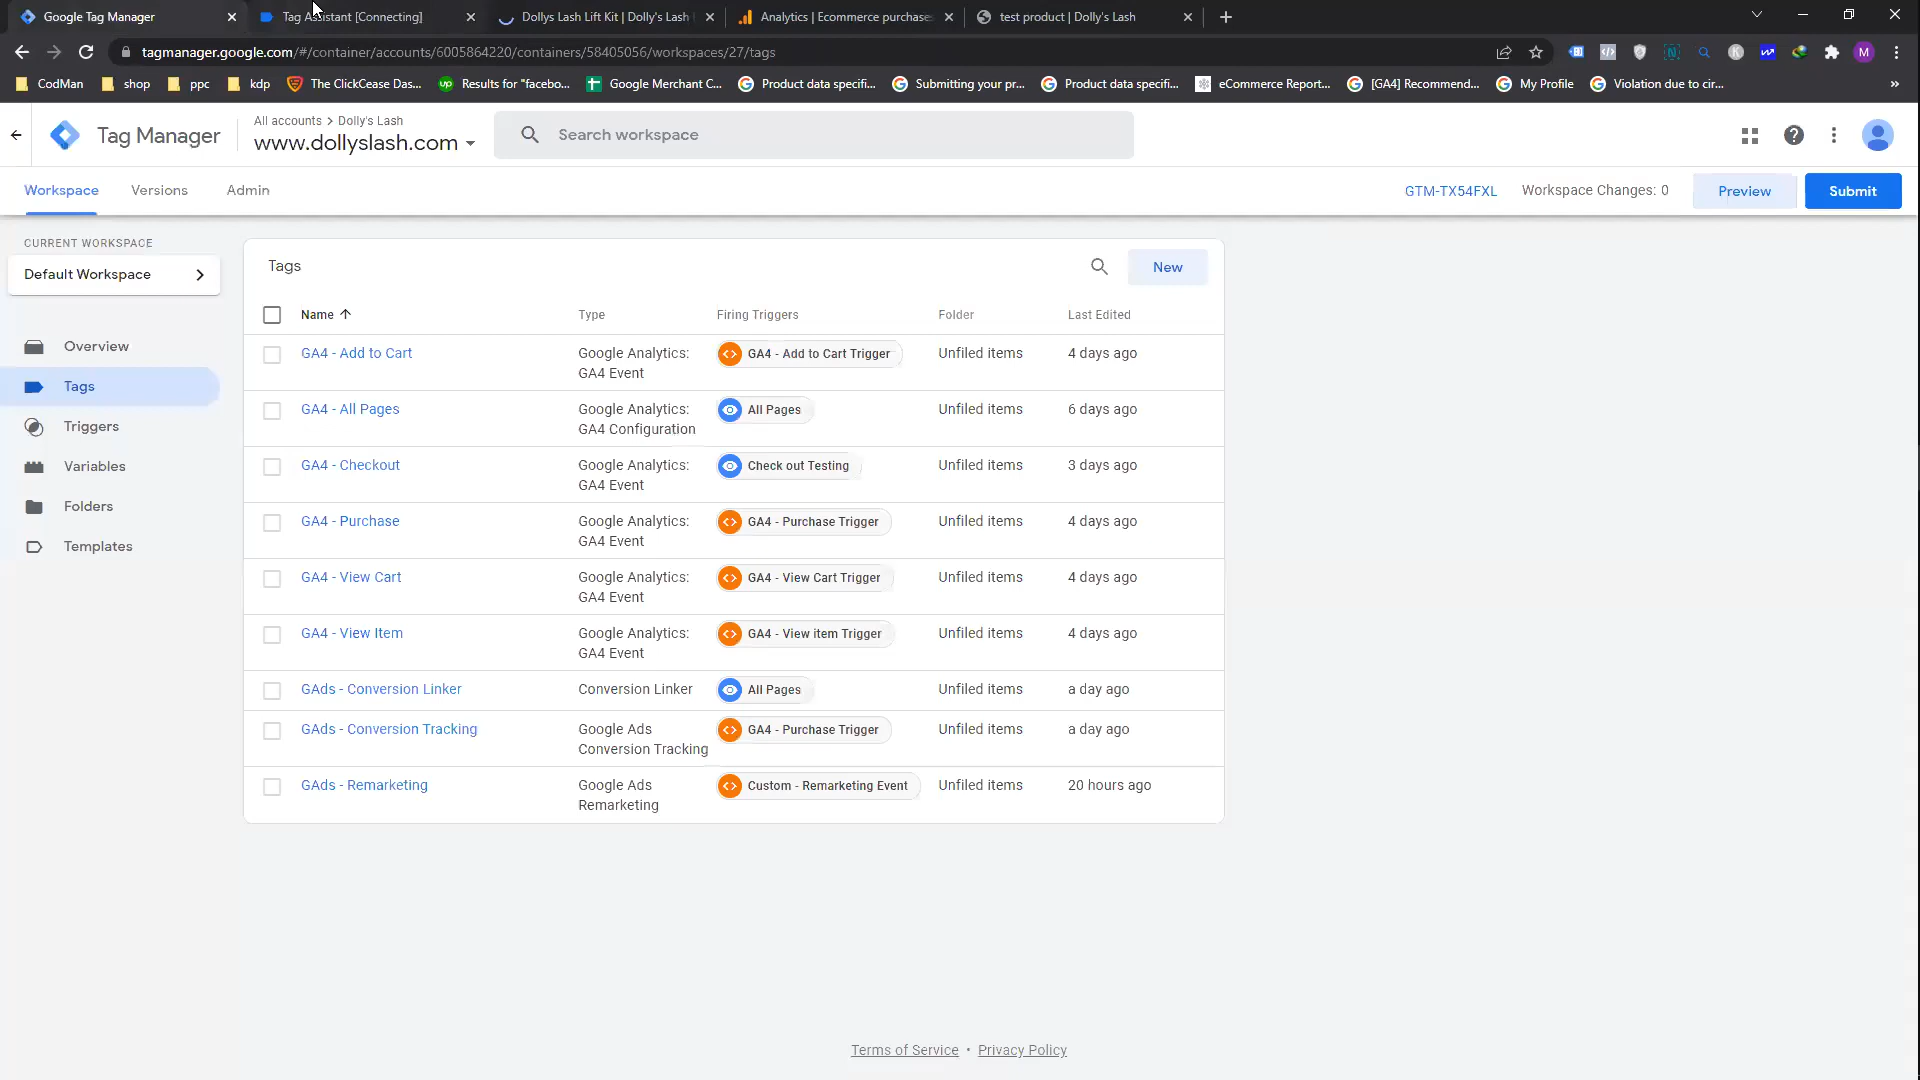 Google Tag Manager
Tag Assistant [Connecting]
Dollys Lash Lift Kit | Dolly's Lash
Analytics | Ecommerce purchase
test product | Dolly's Lash
tagmanager.google.com/#/container/accounts/6005864220/containers/58405056/workspaces/27/tags
M
CodMan
shop
ppc
kdp
The ClickCease Das...
Results for "facebo...
Google Merchant C...
Product data specifi...
Submitting your pr...
Product data specifi...
eCommerce Report...
[GA4] Recommend...
My Profile
Violation due to cir...
»
Tag Manager
All accounts > Dolly's Lash
www.dollyslash.com
Search workspace
Workspace
Versions
Admin
GTM-TX54FXL
Workspace Changes: 0
Preview
Submit
CURRENT WORKSPACE
Default Workspace
Overview
Tags
Triggers
Variables
Folders
Templates
Tags
New
Name
Type
Firing Triggers
Folder
Last Edited
GA4 - Add to Cart
Google Analytics:
GA4 Event
GA4 - Add to Cart Trigger
Unfiled items
4 days ago
GA4 - All Pages
Google Analytics:
GA4 Configuration
All Pages
Unfiled items
6 days ago
GA4 - Checkout
Google Analytics:
GA4 Event
Check out Testing
Unfiled items
3 days ago
GA4 - Purchase
Google Analytics:
GA4 Event
GA4 - Purchase Trigger
Unfiled items
4 days ago
GA4 - View Cart
Google Analytics:
GA4 Event
GA4 - View Cart Trigger
Unfiled items
4 days ago
GA4 - View Item
Google Analytics:
GA4 Event
GA4 - View item Trigger
Unfiled items
4 days ago
GAds - Conversion Linker
Conversion Linker
All Pages
Unfiled items
a day ago
GAds - Conversion Tracking
Google Ads
Conversion Tracking
GA4 - Purchase Trigger
Unfiled items
a day ago
GAds - Remarketing
Google Ads
Remarketing
Custom - Remarketing Event
Unfiled items
20 hours ago
Terms of Service • Privacy Policy